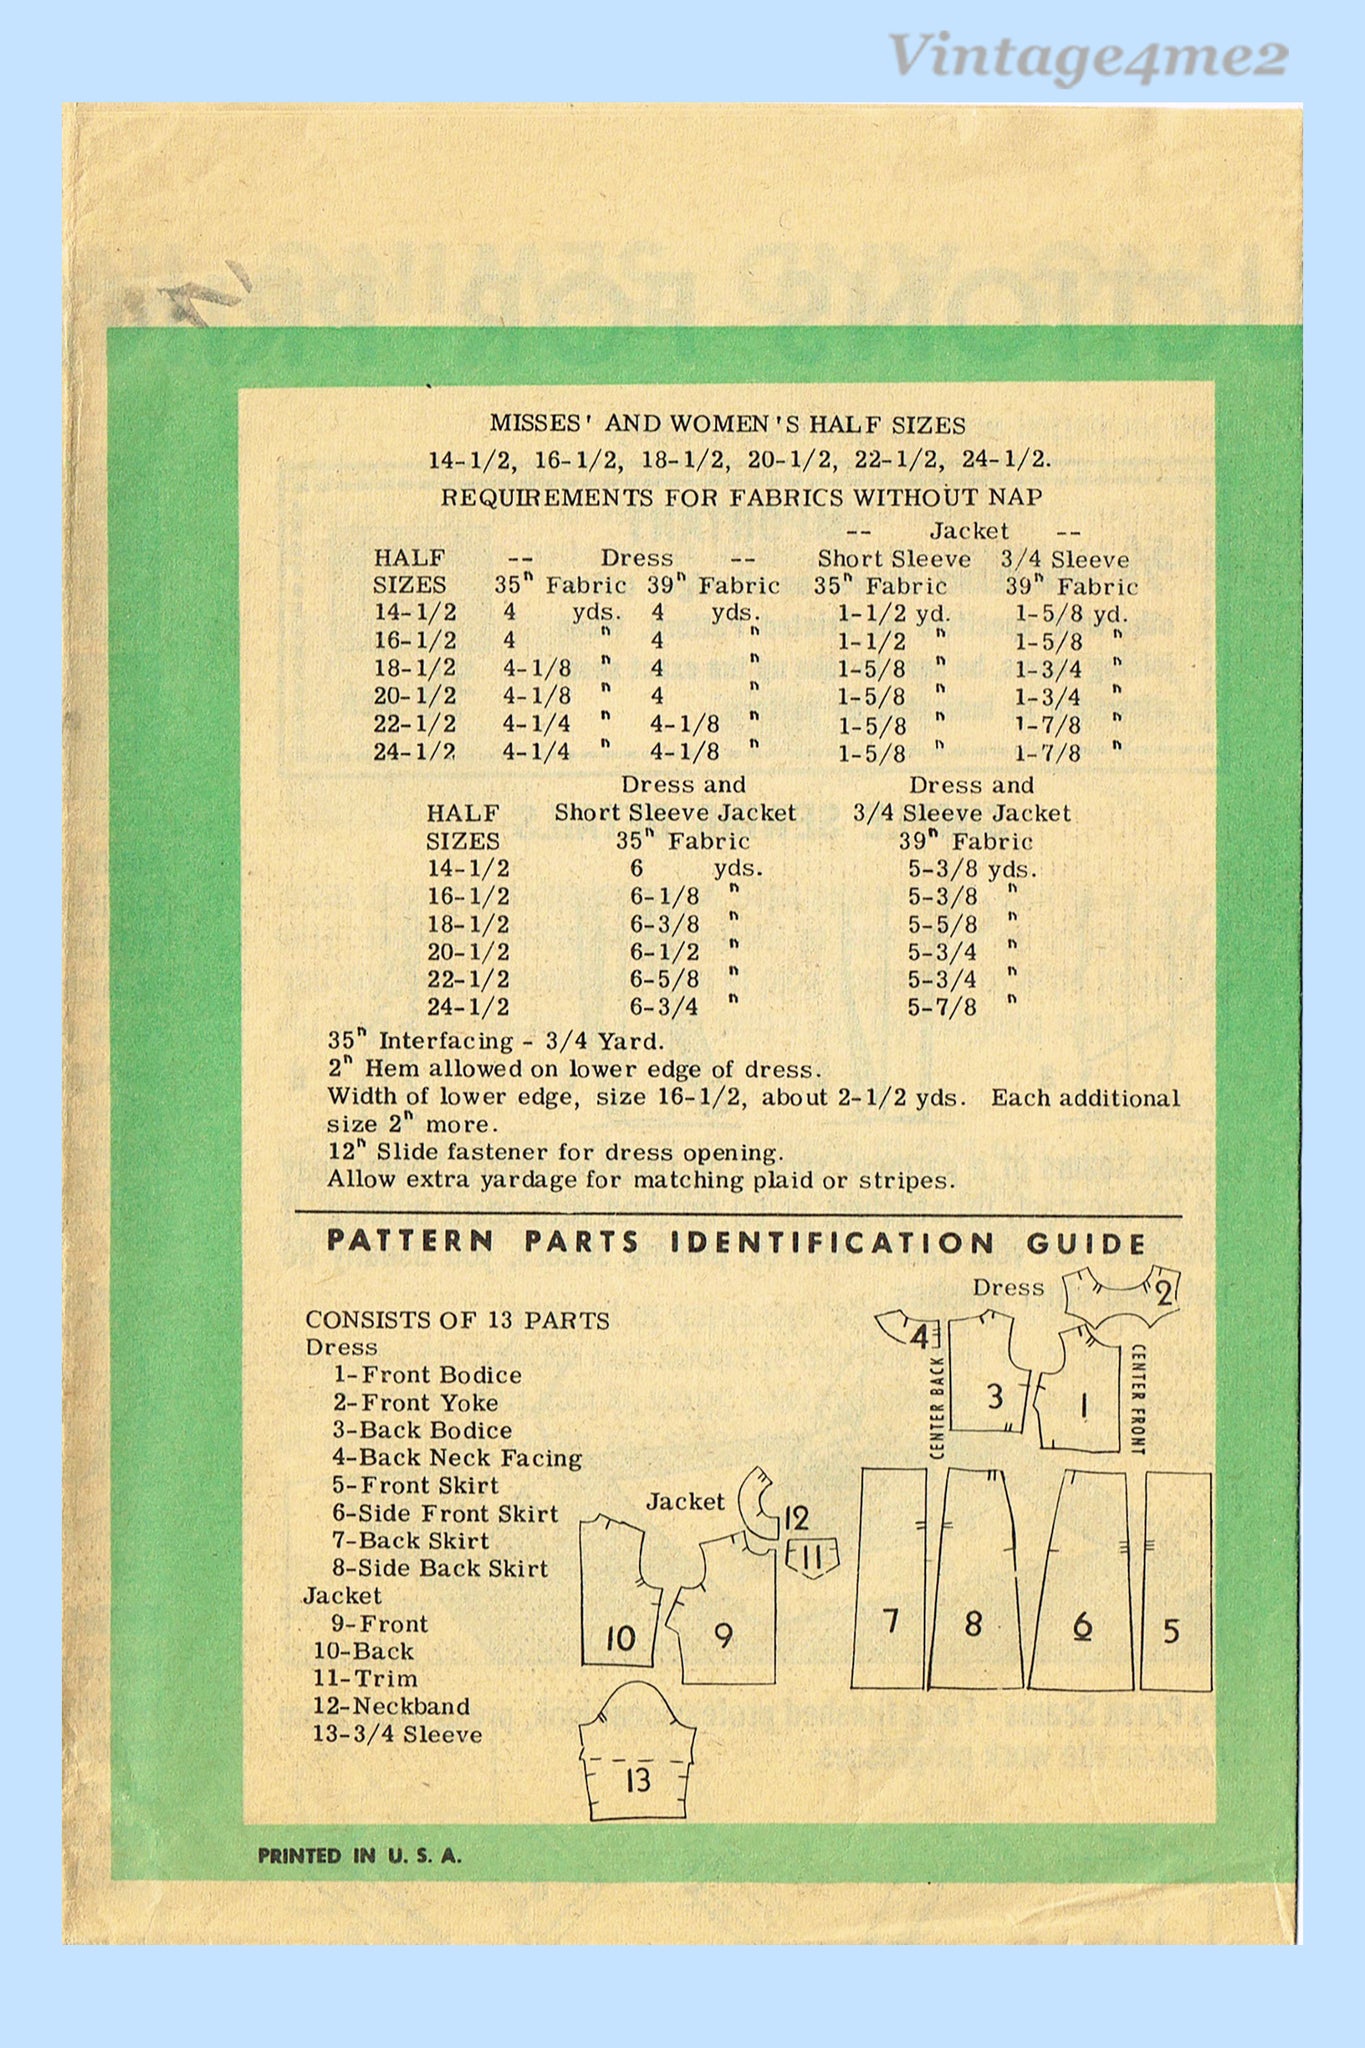 Vintage4me2
MISSES' AND WOMEN'S HALF SIZES
14-1/2, 16-1/2, 18-1/2, 20-1/2, 22-1/2, 24-1/2.
REQUIREMENTS FOR FABRICS WITHOUT NAP
-- Jacket --
HALF -- Dress -- Short Sleeve 3/4 Sleeve
SIZES 35" Fabric 39" Fabric 35" Fabric 39" Fabric
14-1/2 4 yds. 4 yds. 1-1/2 yd. 1-5/8 yd.
16-1/2 4 " 4 " 1-1/2 " 1-5/8 "
18-1/2 4-1/8 " 4 " 1-5/8 " 1-3/4 "
20-1/2 4-1/8 " 4 " 1-5/8 " 1-3/4 "
22-1/2 4-1/4 " 4-1/8 " 1-5/8 " 1-7/8 "
24-1/2 4-1/4 " 4-1/8 " 1-5/8 " 1-7/8 "
Dress and Dress and
HALF Short Sleeve Jacket 3/4 Sleeve Jacket
SIZES 35" Fabric 39" Fabric
14-1/2 6 yds. 5-3/8 yds.
16-1/2 6-1/8 " 5-3/8 "
18-1/2 6-3/8 " 5-5/8 "
20-1/2 6-1/2 " 5-3/4 "
22-1/2 6-5/8 " 5-3/4 "
24-1/2 6-3/4 " 5-7/8 "
35" Interfacing - 3/4 Yard.
2" Hem allowed on lower edge of dress.
Width of lower edge, size 16-1/2, about 2-1/2 yds. Each additional
size 2" more.
12" Slide fastener for dress opening.
Allow extra yardage for matching plaid or stripes.
PATTERN PARTS IDENTIFICATION GUIDE
CONSISTS OF 13 PARTS
Dress
1-Front Bodice
2-Front Yoke
3-Back Bodice
4-Back Neck Facing
5-Front Skirt
6-Side Front Skirt
7-Back Skirt
8-Side Back Skirt
Jacket
9-Front
10-Back
11-Trim
12-Neckband
13-3/4 Sleeve
Dress
2
4
CENTER BACK
3
1
CENTER FRONT
Jacket
12
11
10
9
7
8
6
5
13
PRINTED IN U. S. A.